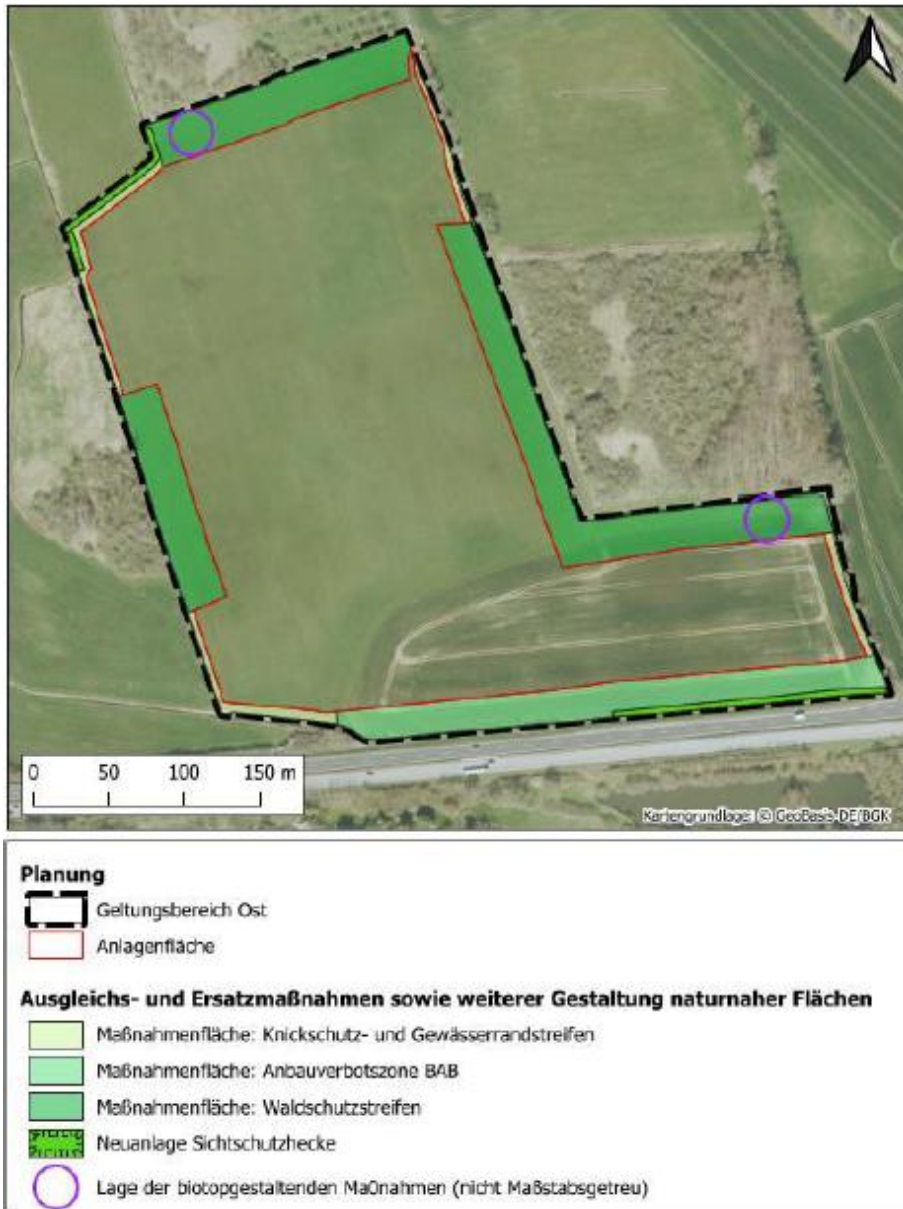 0 50 100 150 m
Kartengrundlage: © GeoBasis-DE/BGK
Planung
Geltungsbereich Ost
Anlagenfläche
Ausgleichs- und Ersatzmaßnahmen sowie weiterer Gestaltung naturnaher Flächen
Maßnahmenfläche: Knickschutz- und Gewässerrandstreifen
Maßnahmenfläche: Anbauverbotszone BAB
Maßnahmenfläche: Waldschutzstreifen
Neuanlage Sichtschutzhecke
Lage der biotopgestaltenden Maßnahmen (nicht Maßstabsgetreu)